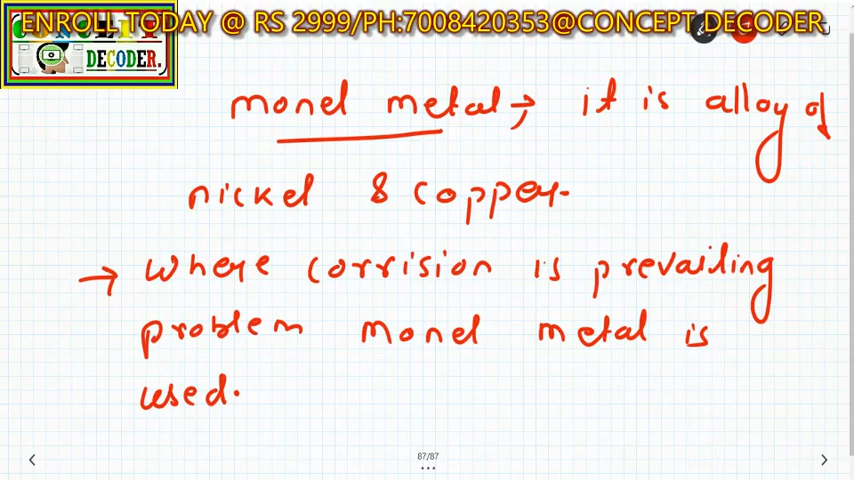 ENROLL TODAY @ RS 2999/PH:7008420353@CONCEPT DECODER
DECODER.
monel metal → it is alloy of
nickel & copper.
→ where corrision is prevailing
problem monel metal is
used.
87/87